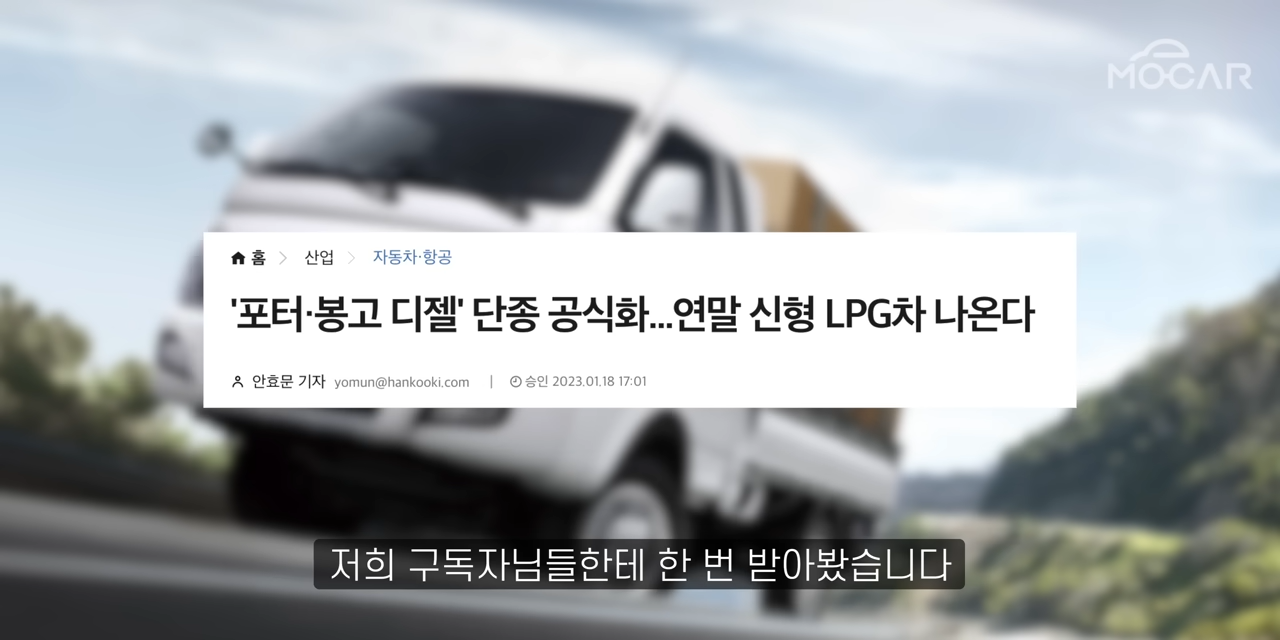 MOCAR
홈 > 산업 > 자동차·항공
'포터·봉고 디젤' 단종 공식화...연말 신형 LPG차 나온다
안효문 기자 yomun@hankooki.com | 승인 2023.01.18 17:01
저희 구독자님들한테 한 번 받아봤습니다